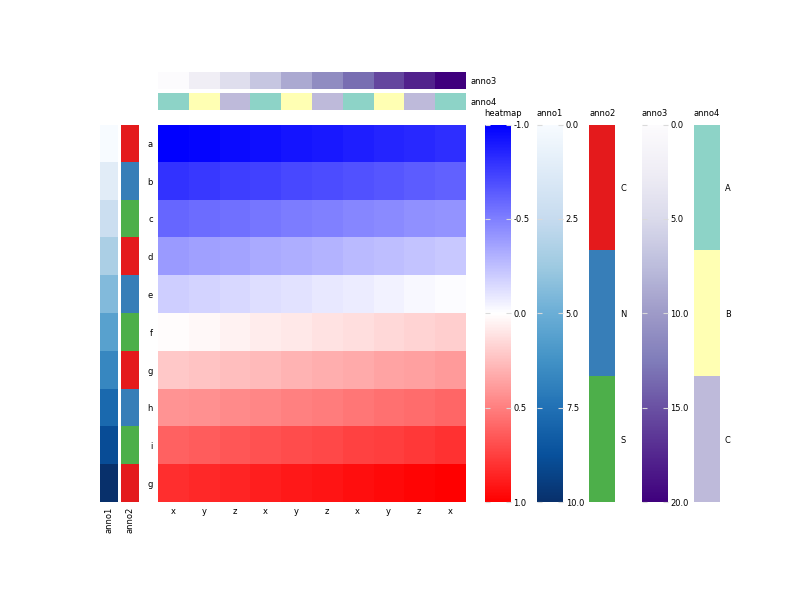 anno3
anno4
heatmap anno1 anno2 anno3 anno4
a
b
c
d
e
f
g
h
i
g
-1.0
-0.5
0.0
0.5
1.0
0.0
2.5
5.0
7.5
10.0
C
N
S
0.0
5.0
10.0
15.0
20.0
A
B
C
x y z x y z x y z x
anno1 anno2